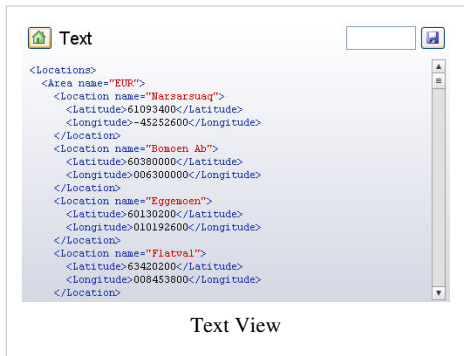 Text
<Locations>
<Area name="EUR">
<Location name="Narsarsuaq">
<Latitude>61093400</Latitude>
<Longitude>-45252600</Longitude>
</Location>
<Location name="Bomoen Ab">
<Latitude>60380000</Latitude>
<Longitude>006300000</Longitude>
</Location>
<Location name="Eggemoen">
<Latitude>60130200</Latitude>
<Longitude>010192600</Longitude>
</Location>
<Location name="Flatval">
<Latitude>63420200</Latitude>
<Longitude>008453800</Longitude>
</Location>
Text View